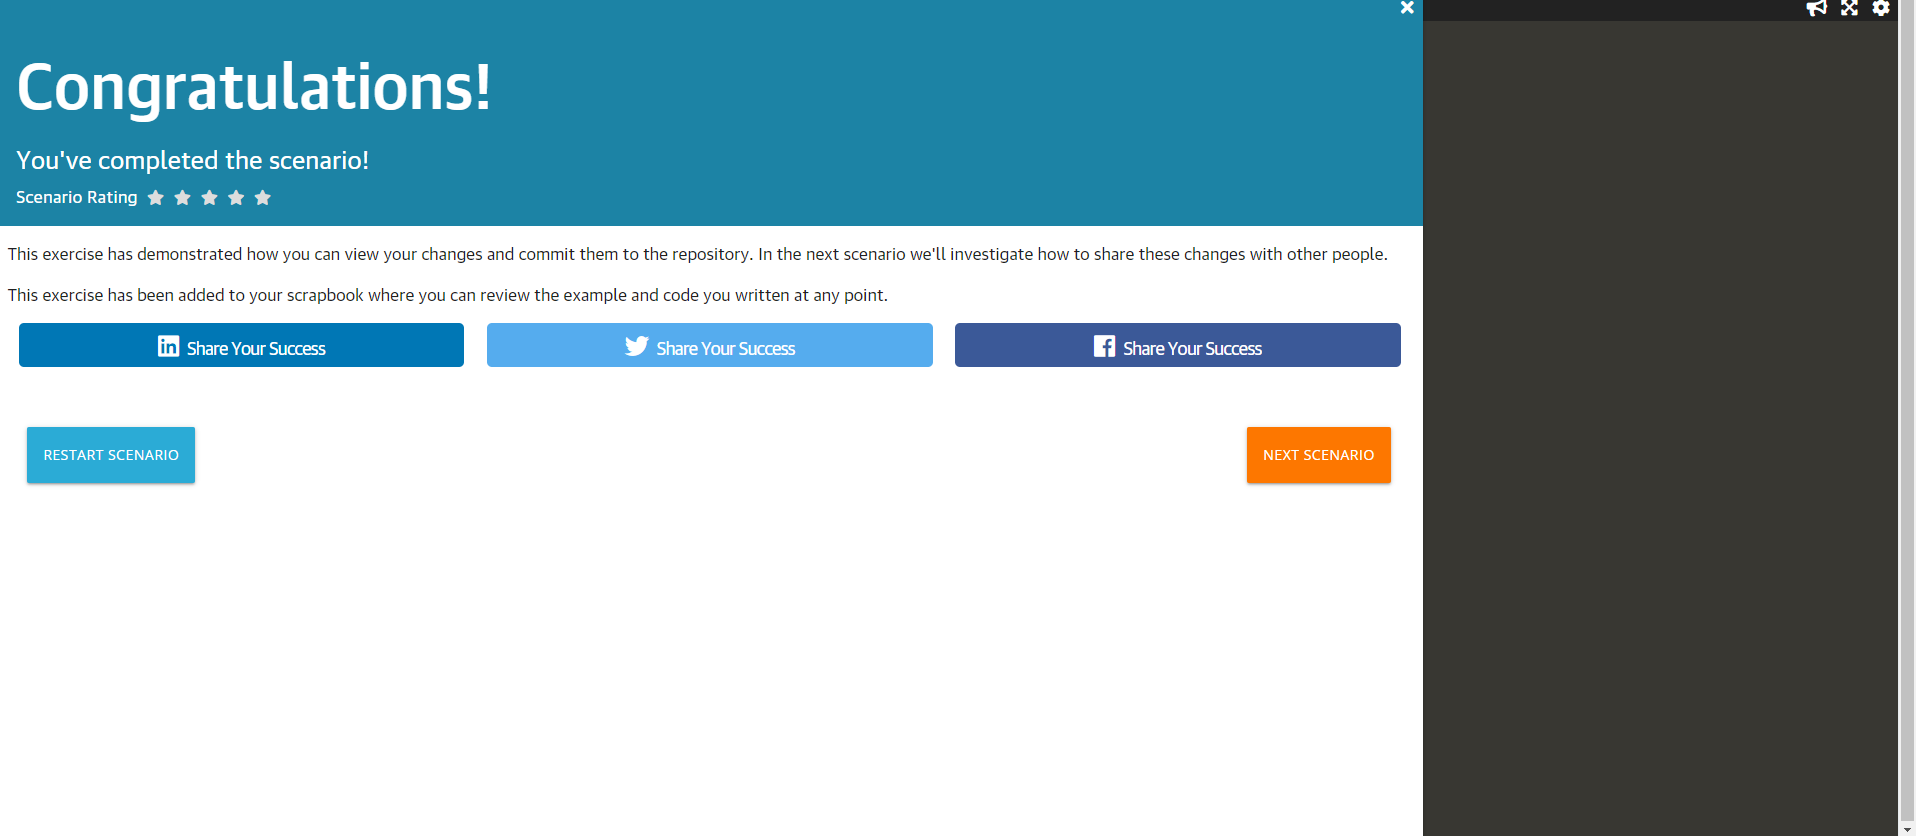 Congratulations!
You've completed the scenario!
Scenario Rating
This exercise has demonstrated how you can view your changes and commit them to the repository. In the next scenario we'll investigate how to share these changes with other people.
This exercise has been added to your scrapbook where you can review the example and code you written at any point.
Share Your Success
Share Your Success
Share Your Success
RESTART SCENARIO
NEXT SCENARIO